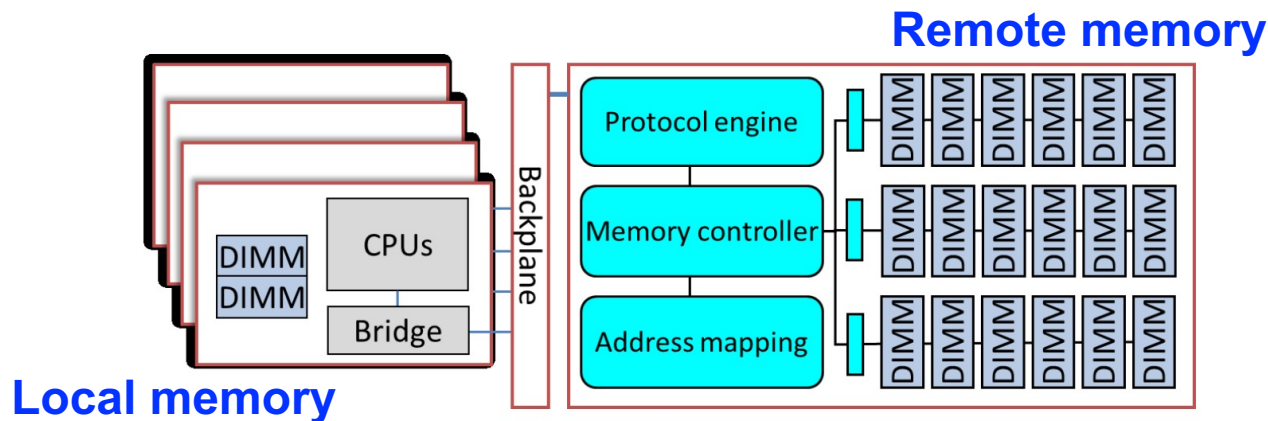 Remote memory
Local memory
DIMM
DIMM
CPUs
Bridge
Backplane
Protocol engine
Memory controller
Address mapping
DIMM DIMM DIMM DIMM DIMM DIMM
DIMM DIMM DIMM DIMM DIMM DIMM
DIMM DIMM DIMM DIMM DIMM DIMM